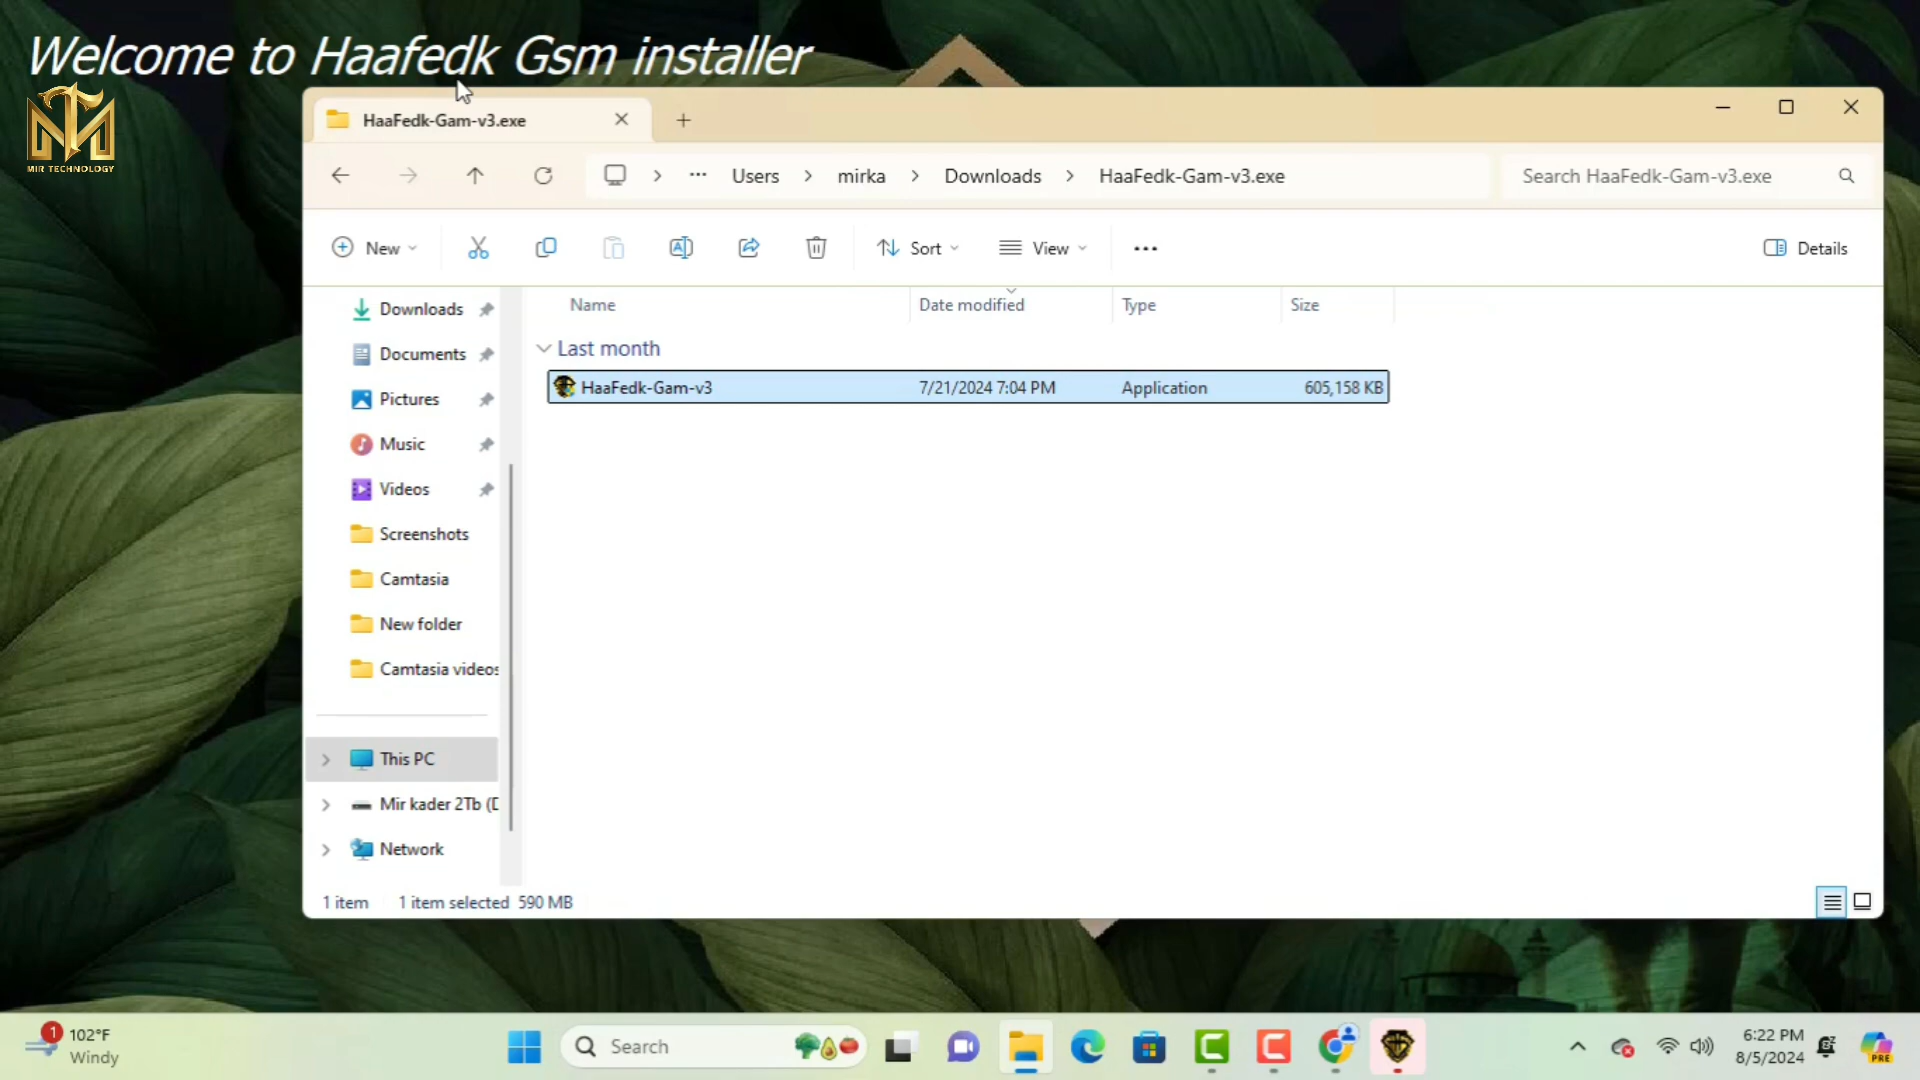 Welcome to Haafedk Gsm installer
MIR TECHNOLOGY
HaaFedk-Gam-v3.exe
Users
mirka
Downloads
HaaFedk-Gam-v3.exe
Search HaaFedk-Gam-v3.exe
New
Sort
View
Details
Downloads
Documents
Pictures
Music
Videos
Screenshots
Camtasia
New folder
Camtasia videos
This PC
Mir kader 2Tb (D
Network
Name
Date modified
Type
Size
Last month
HaaFedk-Gam-v3 7/21/2024 7:04 PM Application 605,158 KB
1 item 1 item selected 590 MB
1
102°F
Windy
Search
6:22 PM
8/5/2024
PRE